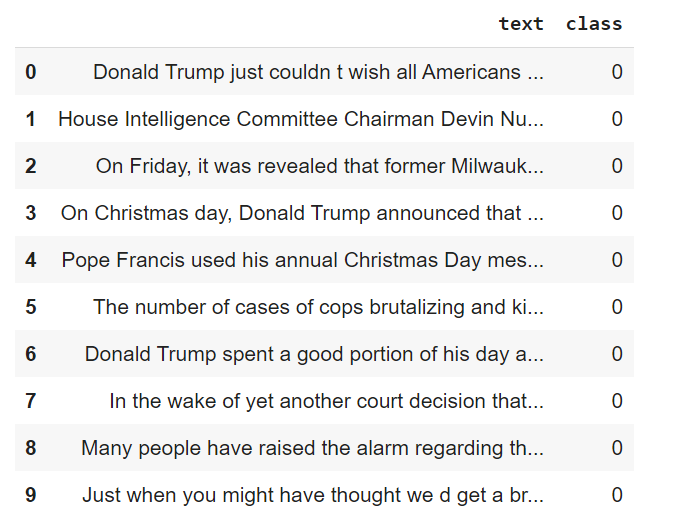 text class
0 Donald Trump just couldn t wish all Americans ... 0
1 House Intelligence Committee Chairman Devin Nu... 0
2 On Friday, it was revealed that former Milwauk... 0
3 On Christmas day, Donald Trump announced that ... 0
4 Pope Francis used his annual Christmas Day mes... 0
5 The number of cases of cops brutalizing and ki... 0
6 Donald Trump spent a good portion of his day a... 0
7 In the wake of yet another court decision that... 0
8 Many people have raised the alarm regarding th... 0
9 Just when you might have thought we d get a br... 0